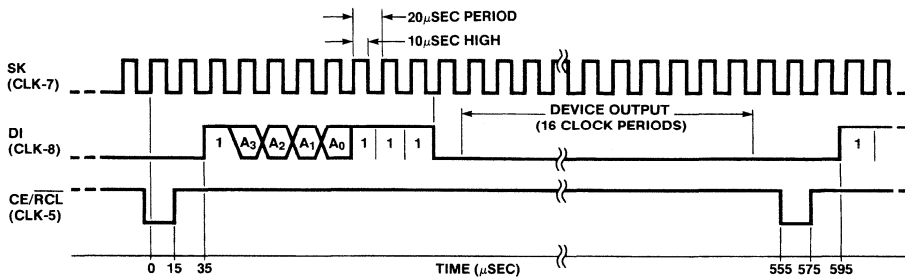 20μSEC PERIOD
10μSEC HIGH
SK
(CLK-7)
DEVICE OUTPUT
(16 CLOCK PERIODS)
DI
(CLK-8)
1 A3 A2 A1 A0 1 1 1 1
CE/RCL
(CLK-5)
0 15 35 TIME (μSEC) 555 575 595